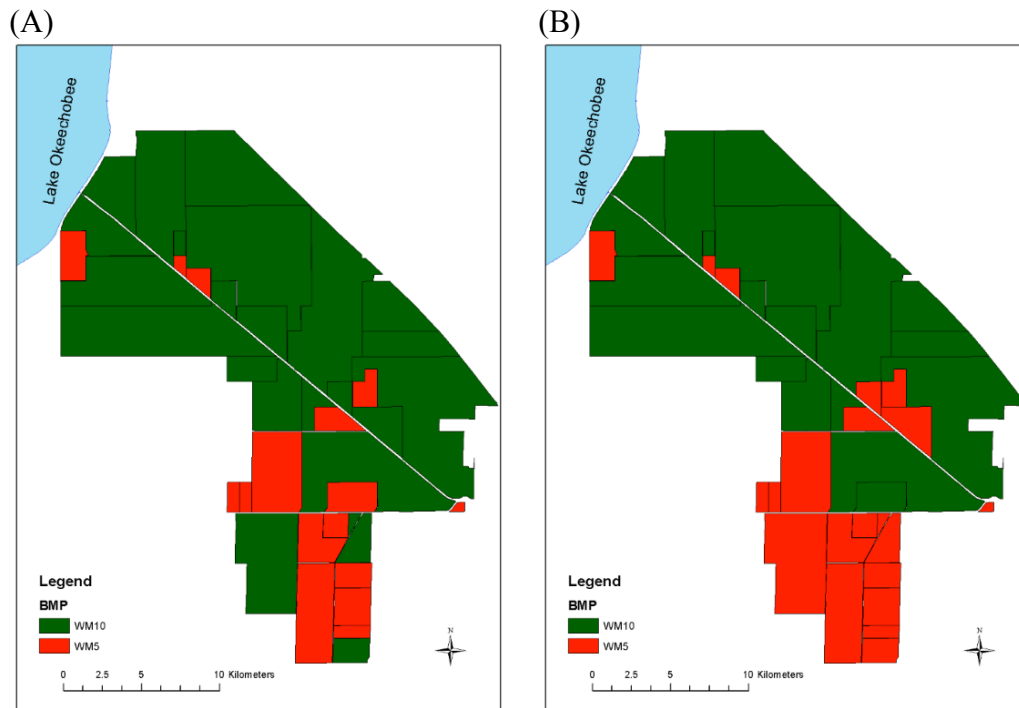 (A)
Lake Okeechobee
Legend
BMP
WM10
WM5
0 2.5 5 10 Kilometers
N
(B)
Lake Okeechobee
Legend
BMP
WM10
WM5
0 2.5 5 10 Kilometers
N